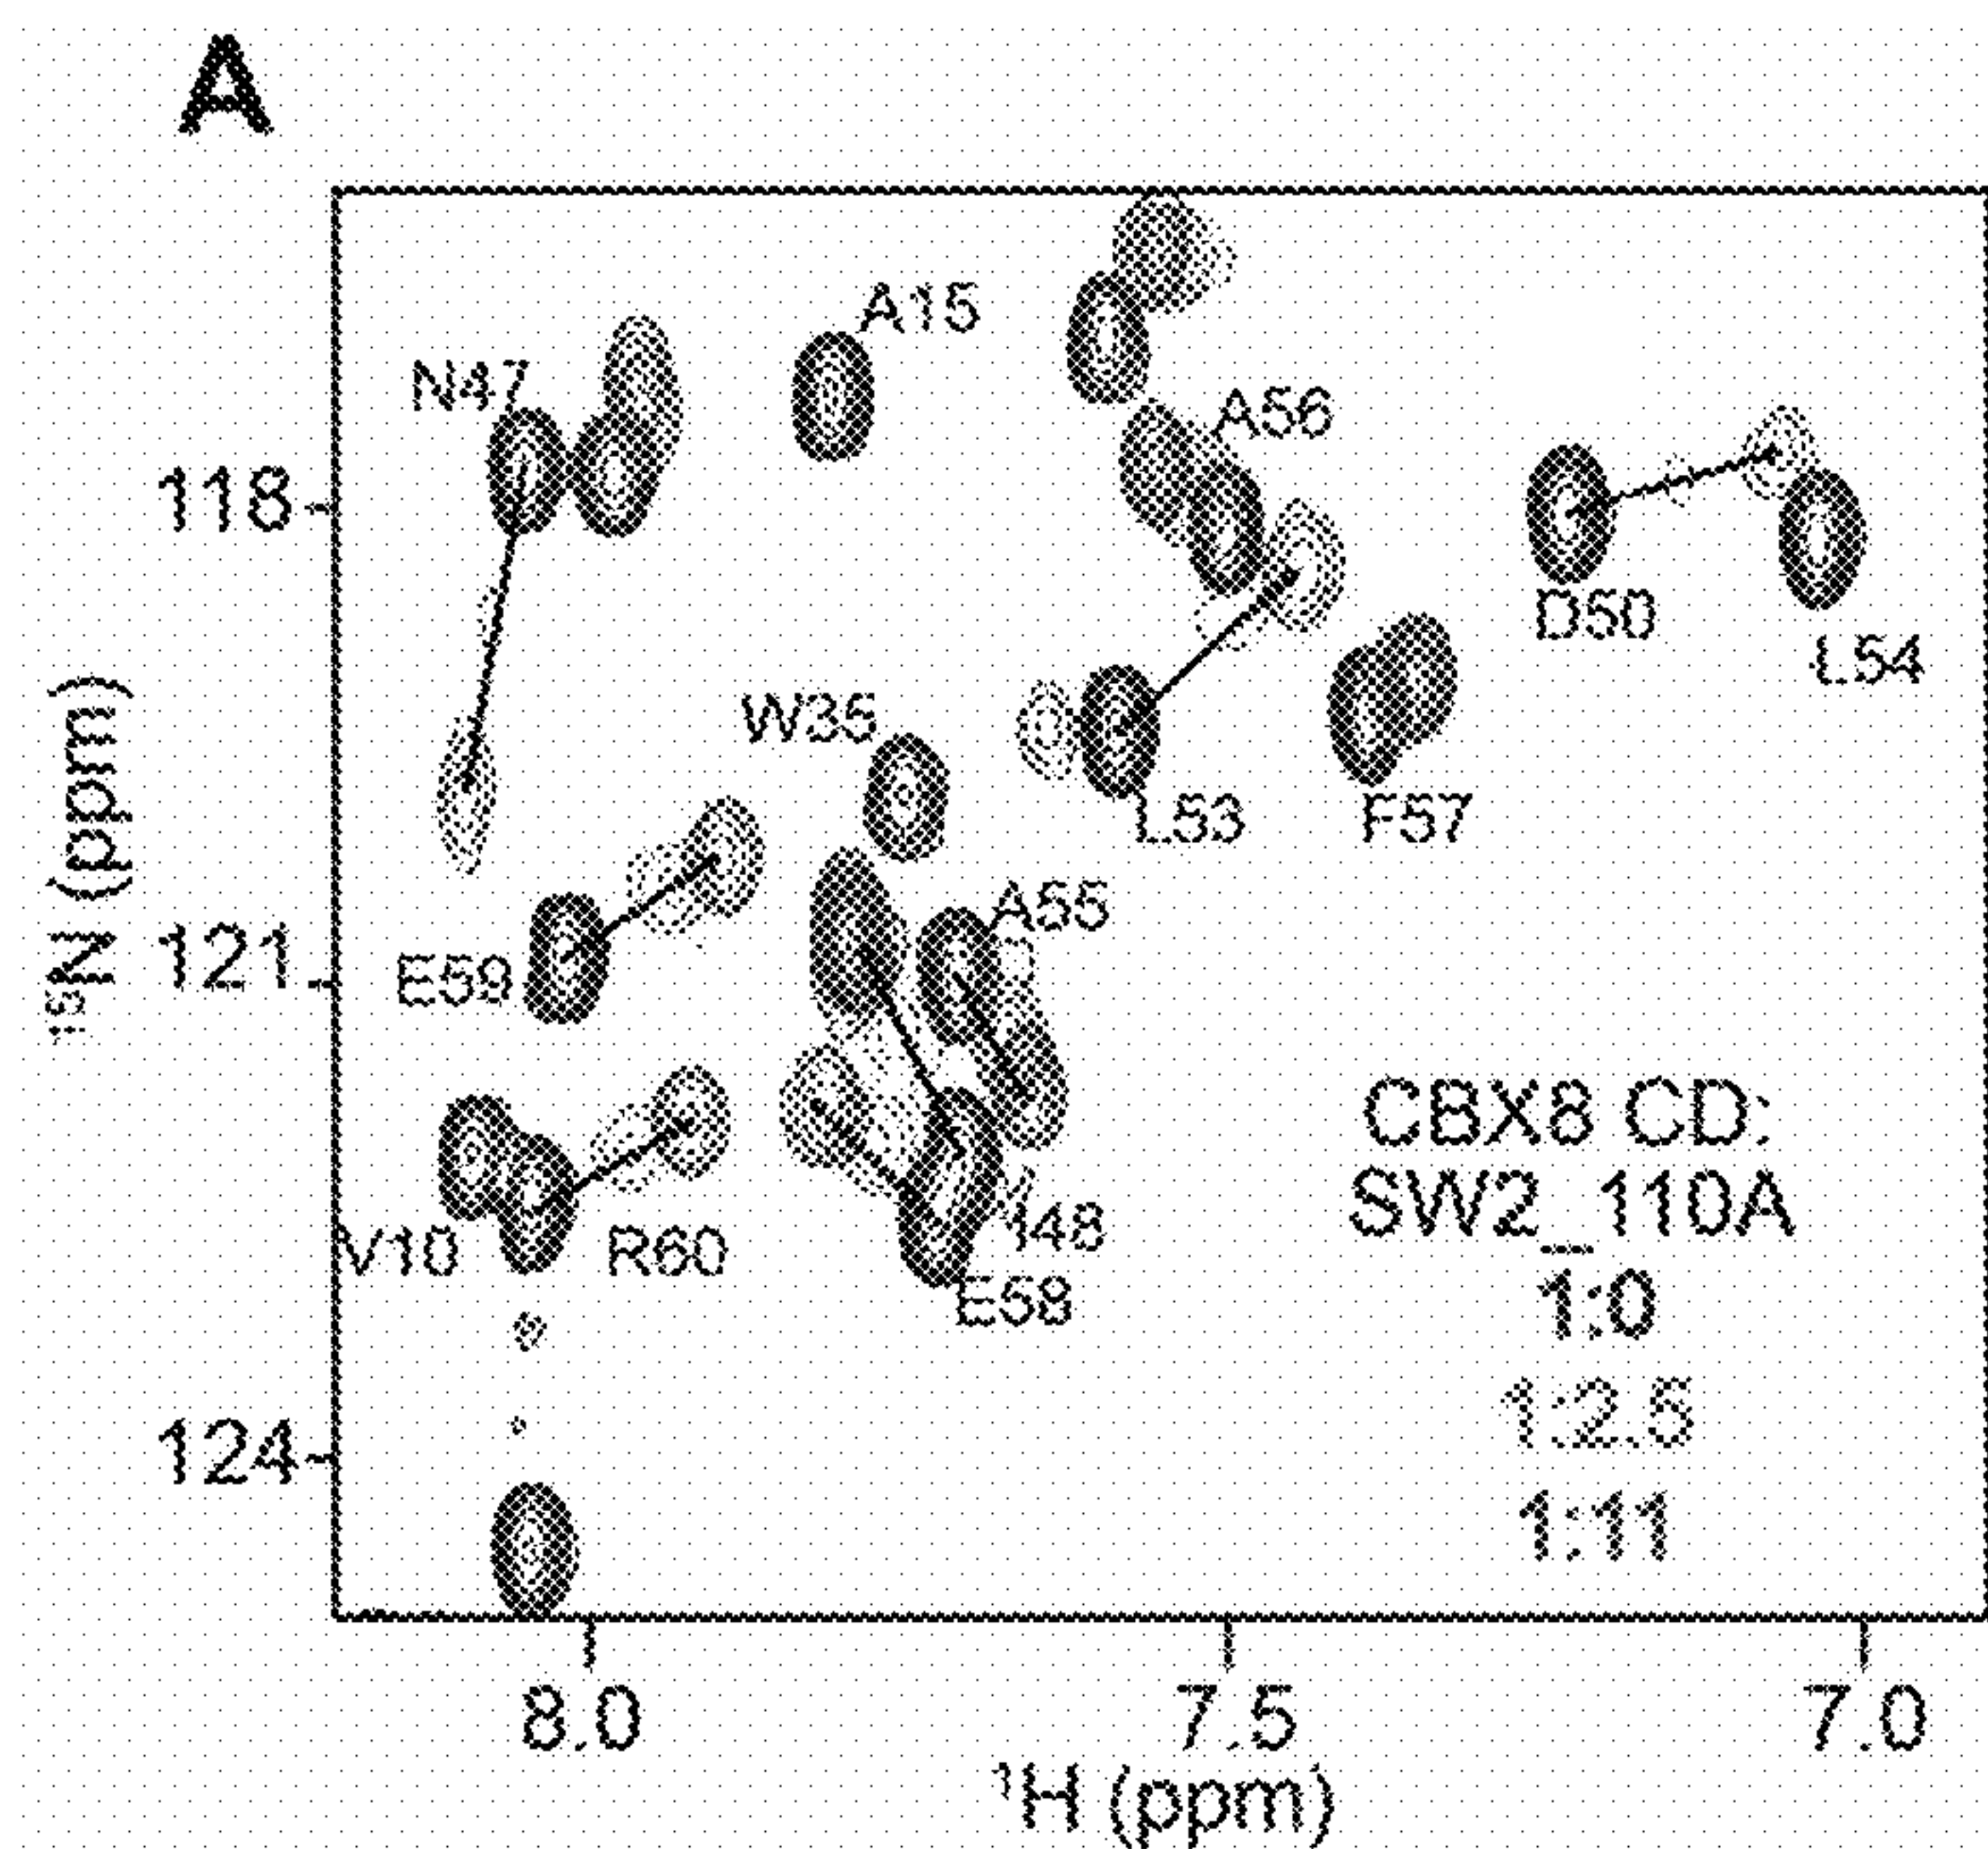 A
A15
N47
A56
118
D50
L54
W35
L53
F57
A55
E59
121
15N (ppm)
CBX8 CD:
SW2_110A
V10
R60
I48
E58
1:0
1:2.5
124
1:11
8.0
7.5
7.0
1H (ppm)